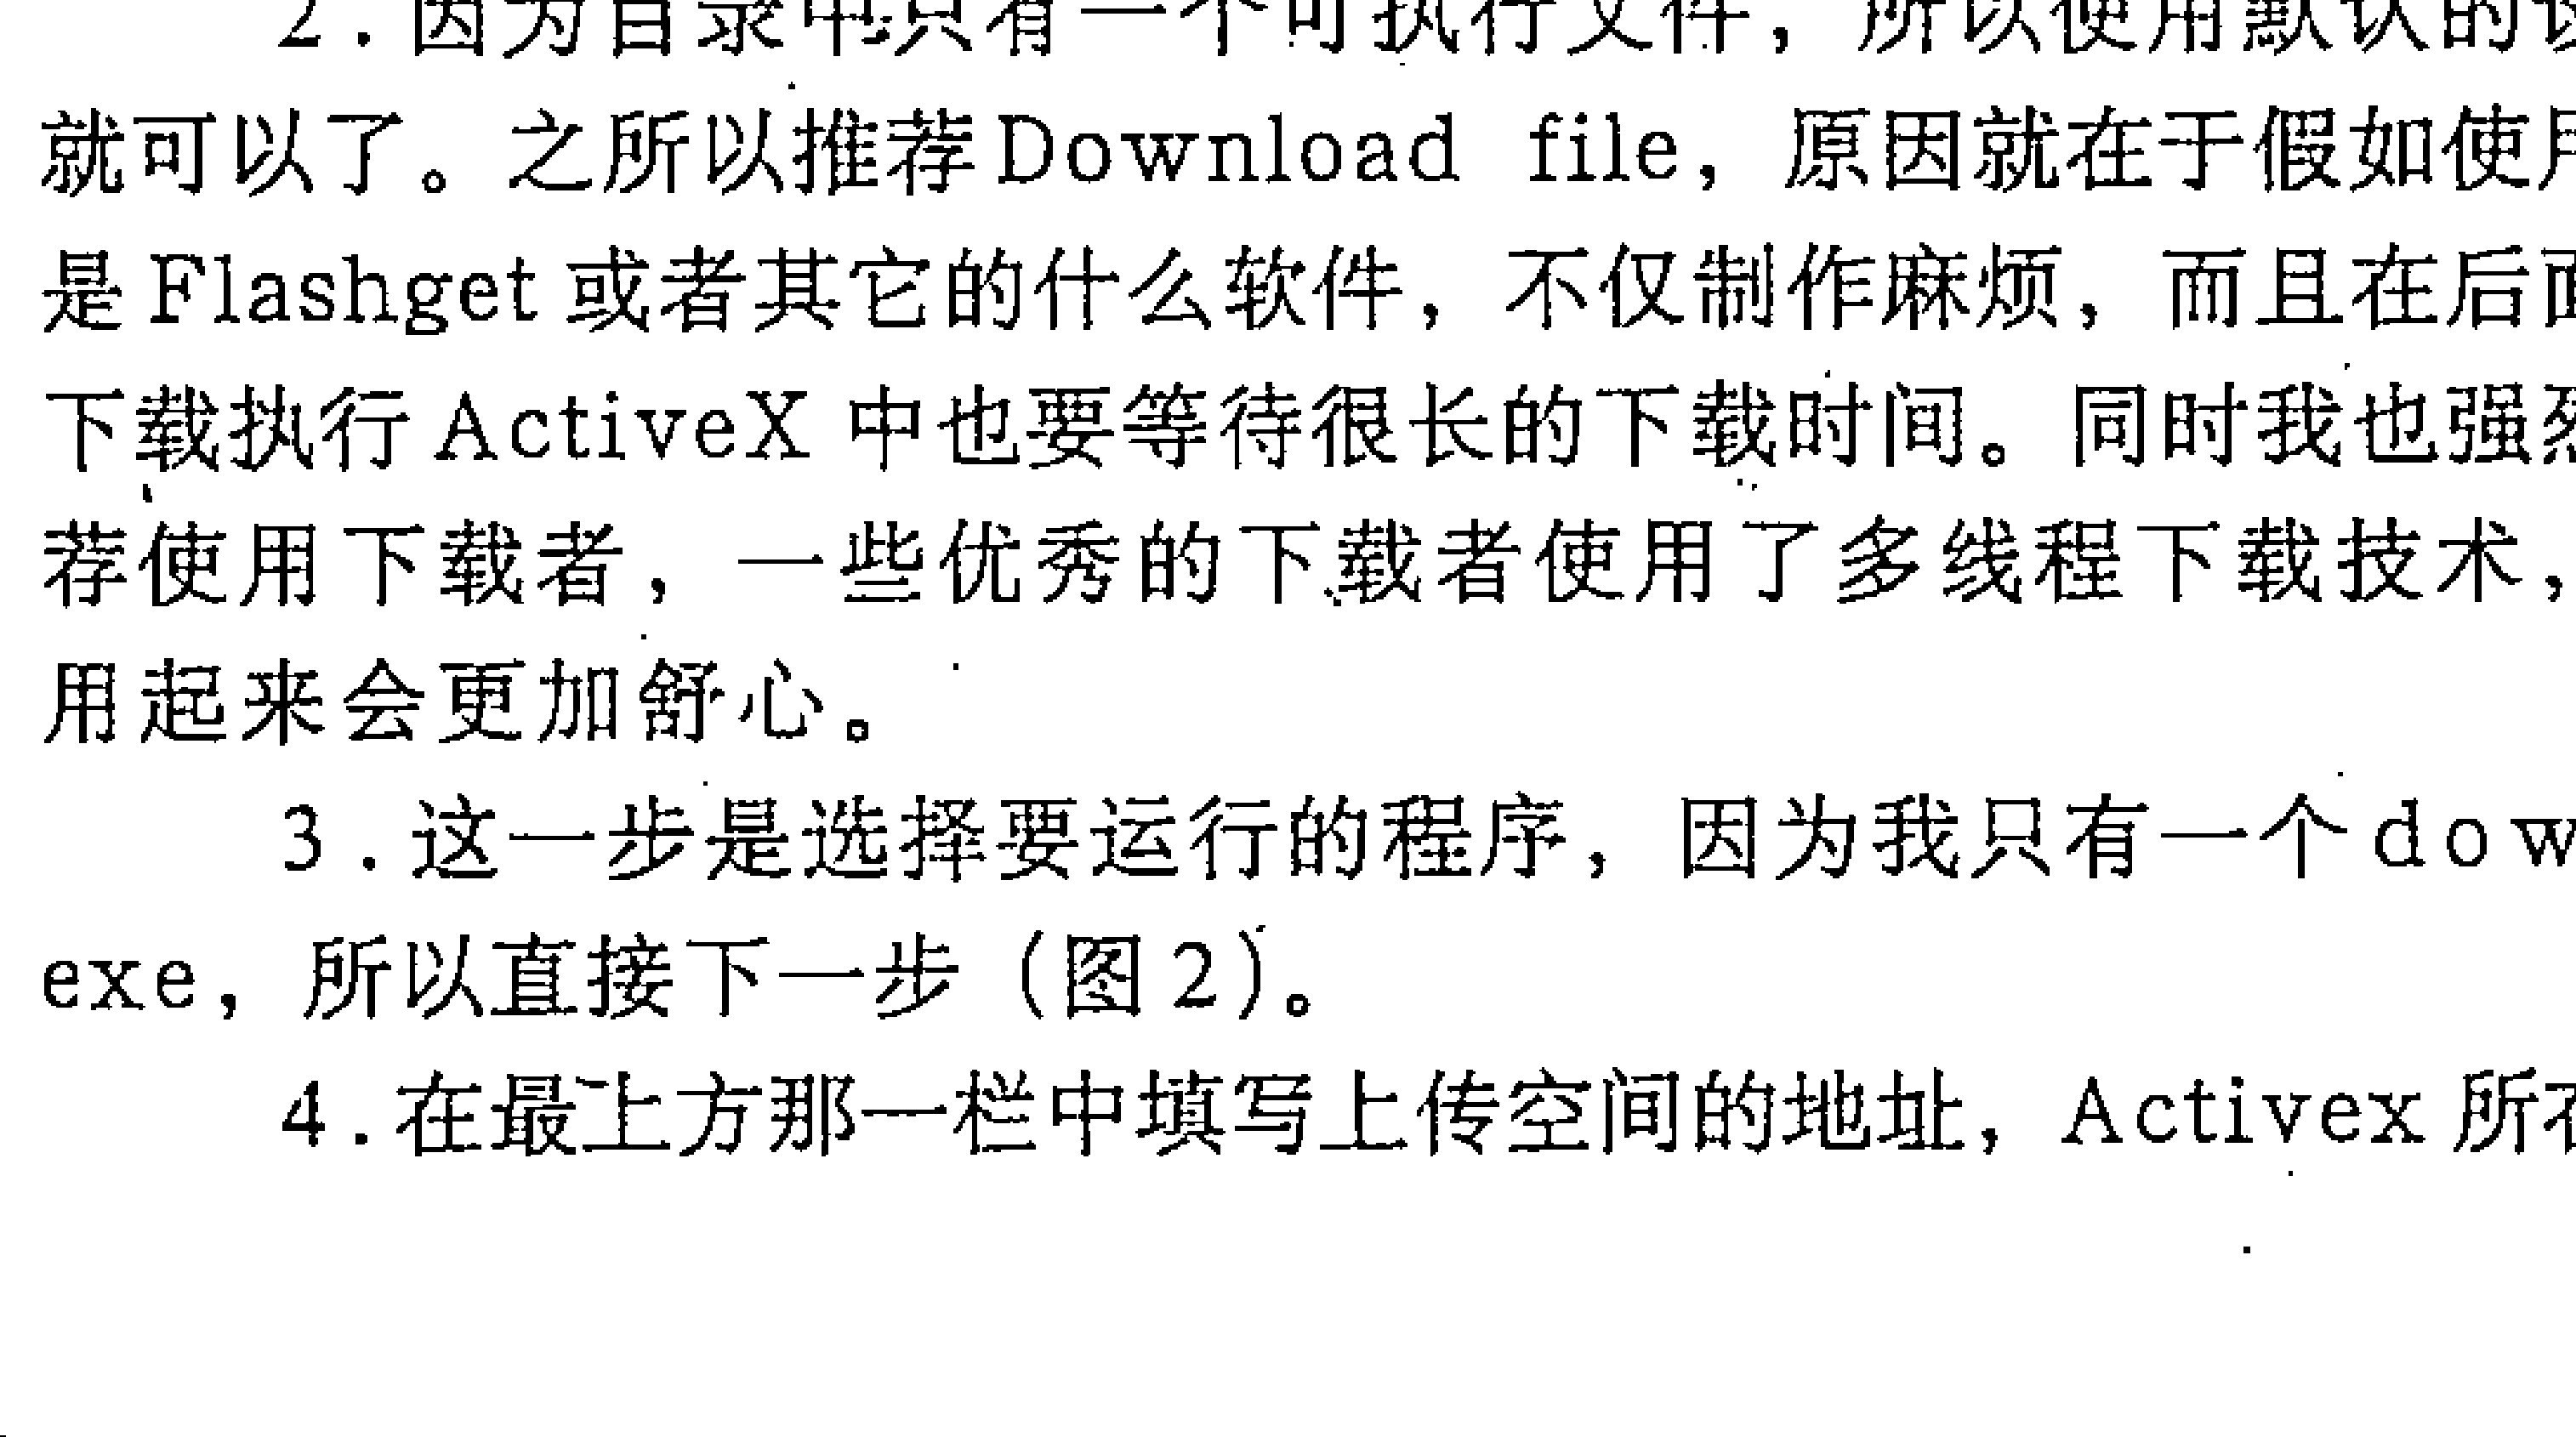 2.因为目录中只有一个可执行文件，所以使用默认的设
就可以了。之所以推荐Download file，原因就在于假如使用
是Flashget或者其它的什么软件，不仅制作麻烦，而且在后面
下载执行ActiveX中也要等待很长的下载时间。同时我也强烈
荐使用下载者，一些优秀的下载者使用了多线程下载技术，
用起来会更加舒心。
3.这一步是选择要运行的程序，因为我只有一个dow
exe，所以直接下一步（图2）。
4.在最上方那一栏中填写上传空间的地址，Activex所在